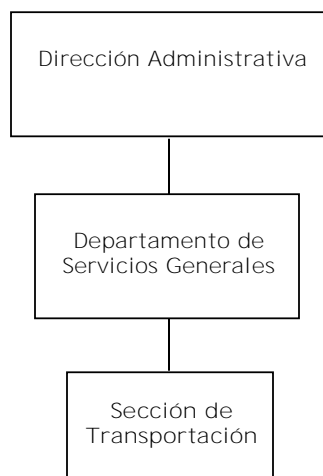 Dirección Administrativa
Departamento de
Servicios Generales
Sección de
Transportación